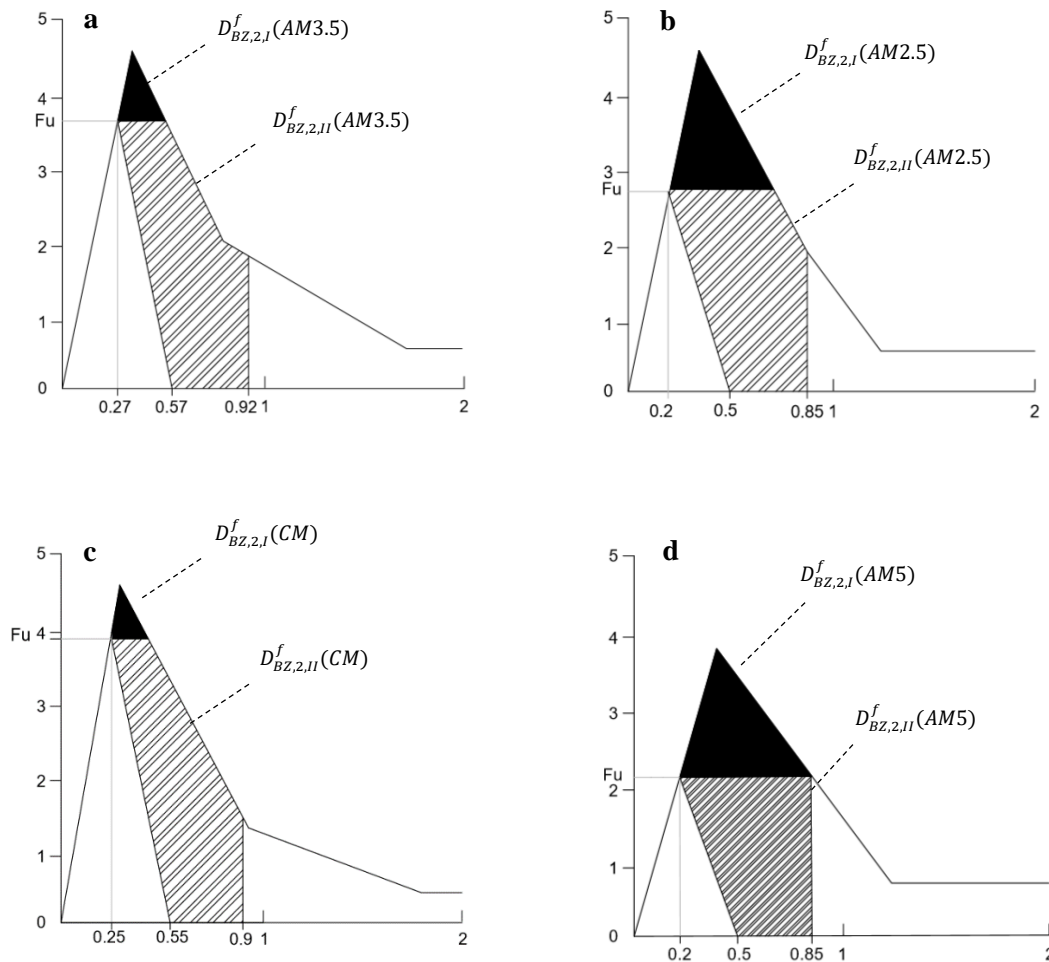 a
5
4
Fu
3
2
1
0
0.27
0.57
0.92
1
2
$D^f_{BZ,2,I}(AM3.5)$
$D^f_{BZ,2,II}(AM3.5)$
b
5
4
3
Fu
2
1
0
0.2
0.5
0.85
1
2
$D^f_{BZ,2,I}(AM2.5)$
$D^f_{BZ,2,II}(AM2.5)$
c
5
Fu
4
3
2
1
0
0.25
0.55
0.9
1
2
$D^f_{BZ,2,I}(CM)$
$D^f_{BZ,2,II}(CM)$
d
5
4
3
Fu
2
1
0
0.2
0.5
0.85
1
2
$D^f_{BZ,2,I}(AM5)$
$D^f_{BZ,2,II}(AM5)$